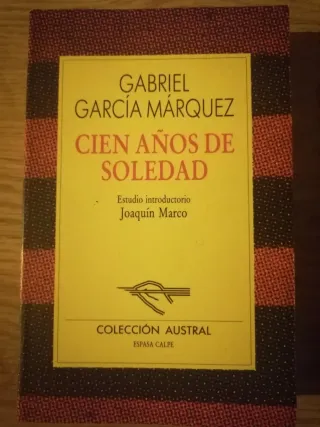 GABRIEL
GARCÍA MÁRQUEZ
CIEN AÑOS DE
SOLEDAD
Estudio introductorio
Joaquín Marco
COLECCIÓN AUSTRAL
ESPASA CALPE